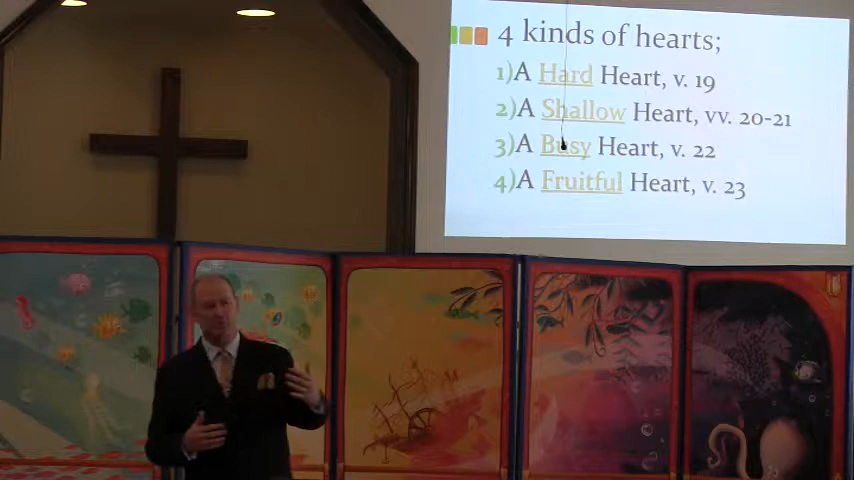 4 kinds of hearts;
1) A Hard Heart, v. 19
2) A Shallow Heart, vv. 20-21
3) A Busy Heart, v. 22
4) A Fruitful Heart, v. 23